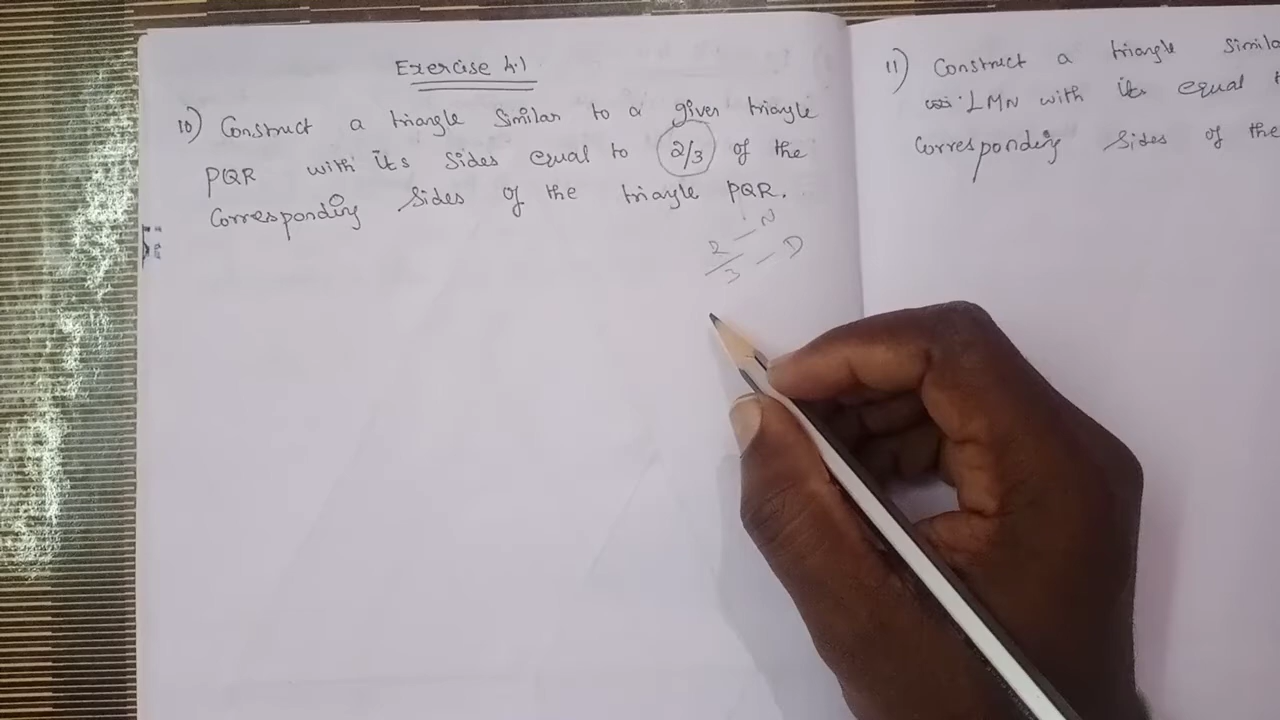 Exercise 4.1
10) Construct a triangle similar to a given triangle
PQR with its sides equal to 2/3 of the
corresponding sides of the triangle PQR.
2 — N
3 — D
11) Construct a triangle
LMN with its equal
corresponding sides of the